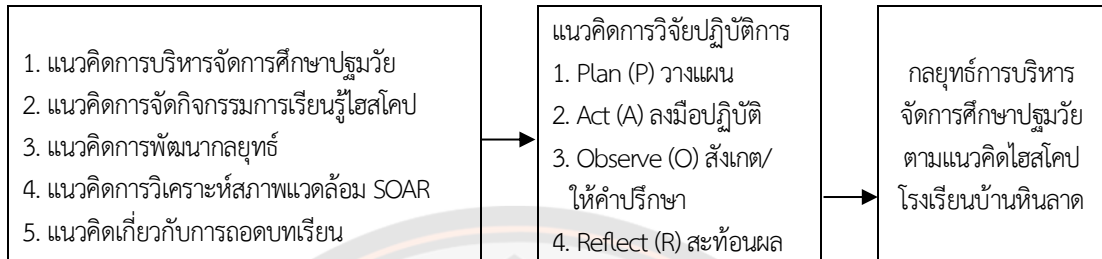 1. แนวคิดการบริหารจัดการศึกษาปฐมวัย
2. แนวคิดการจัดกิจกรรมการเรียนรู้ไฮสโคป
3. แนวคิดการพัฒนากลยุทธ์
4. แนวคิดการวิเคราะห์สภาพแวดล้อม SOAR
5. แนวคิดเกี่ยวกับการถอดบทเรียน
แนวคิดการวิจัยปฏิบัติการ
1. Plan (P) วางแผน
2. Act (A) ลงมือปฏิบัติ
3. Observe (O) สังเกต/
ให้คำปรึกษา
4. Reflect (R) สะท้อนผล
กลยุทธ์การบริหาร
จัดการศึกษาปฐมวัย
ตามแนวคิดไฮสโคป
โรงเรียนบ้านหินลาด